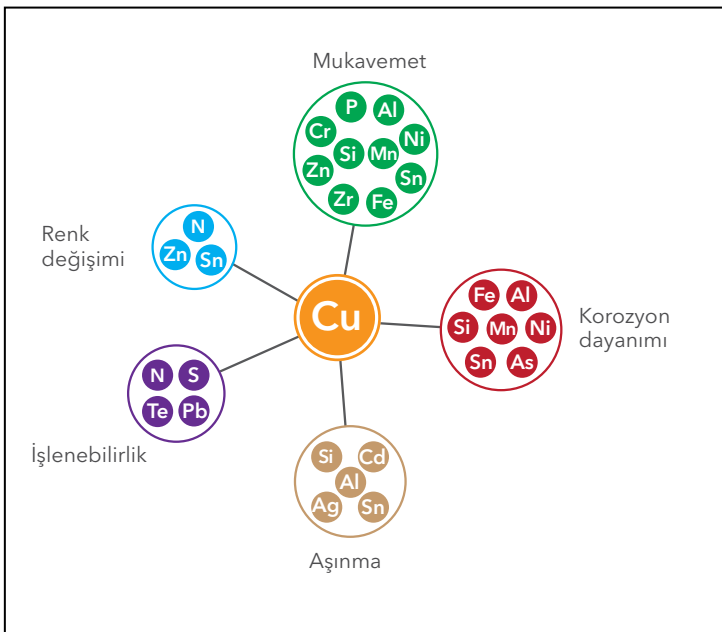 Mukavemet
P Al
Cr Ni
Si Mn
Zn Sn
Zr Fe
Renk
değişimi
N
Zn Sn
Cu
Fe Al
Si Mn Ni
Sn As
Korozyon
dayanımı
N S
Te Pb
İşlenebilirlik
Si Cd
Al
Ag Sn
Aşınma